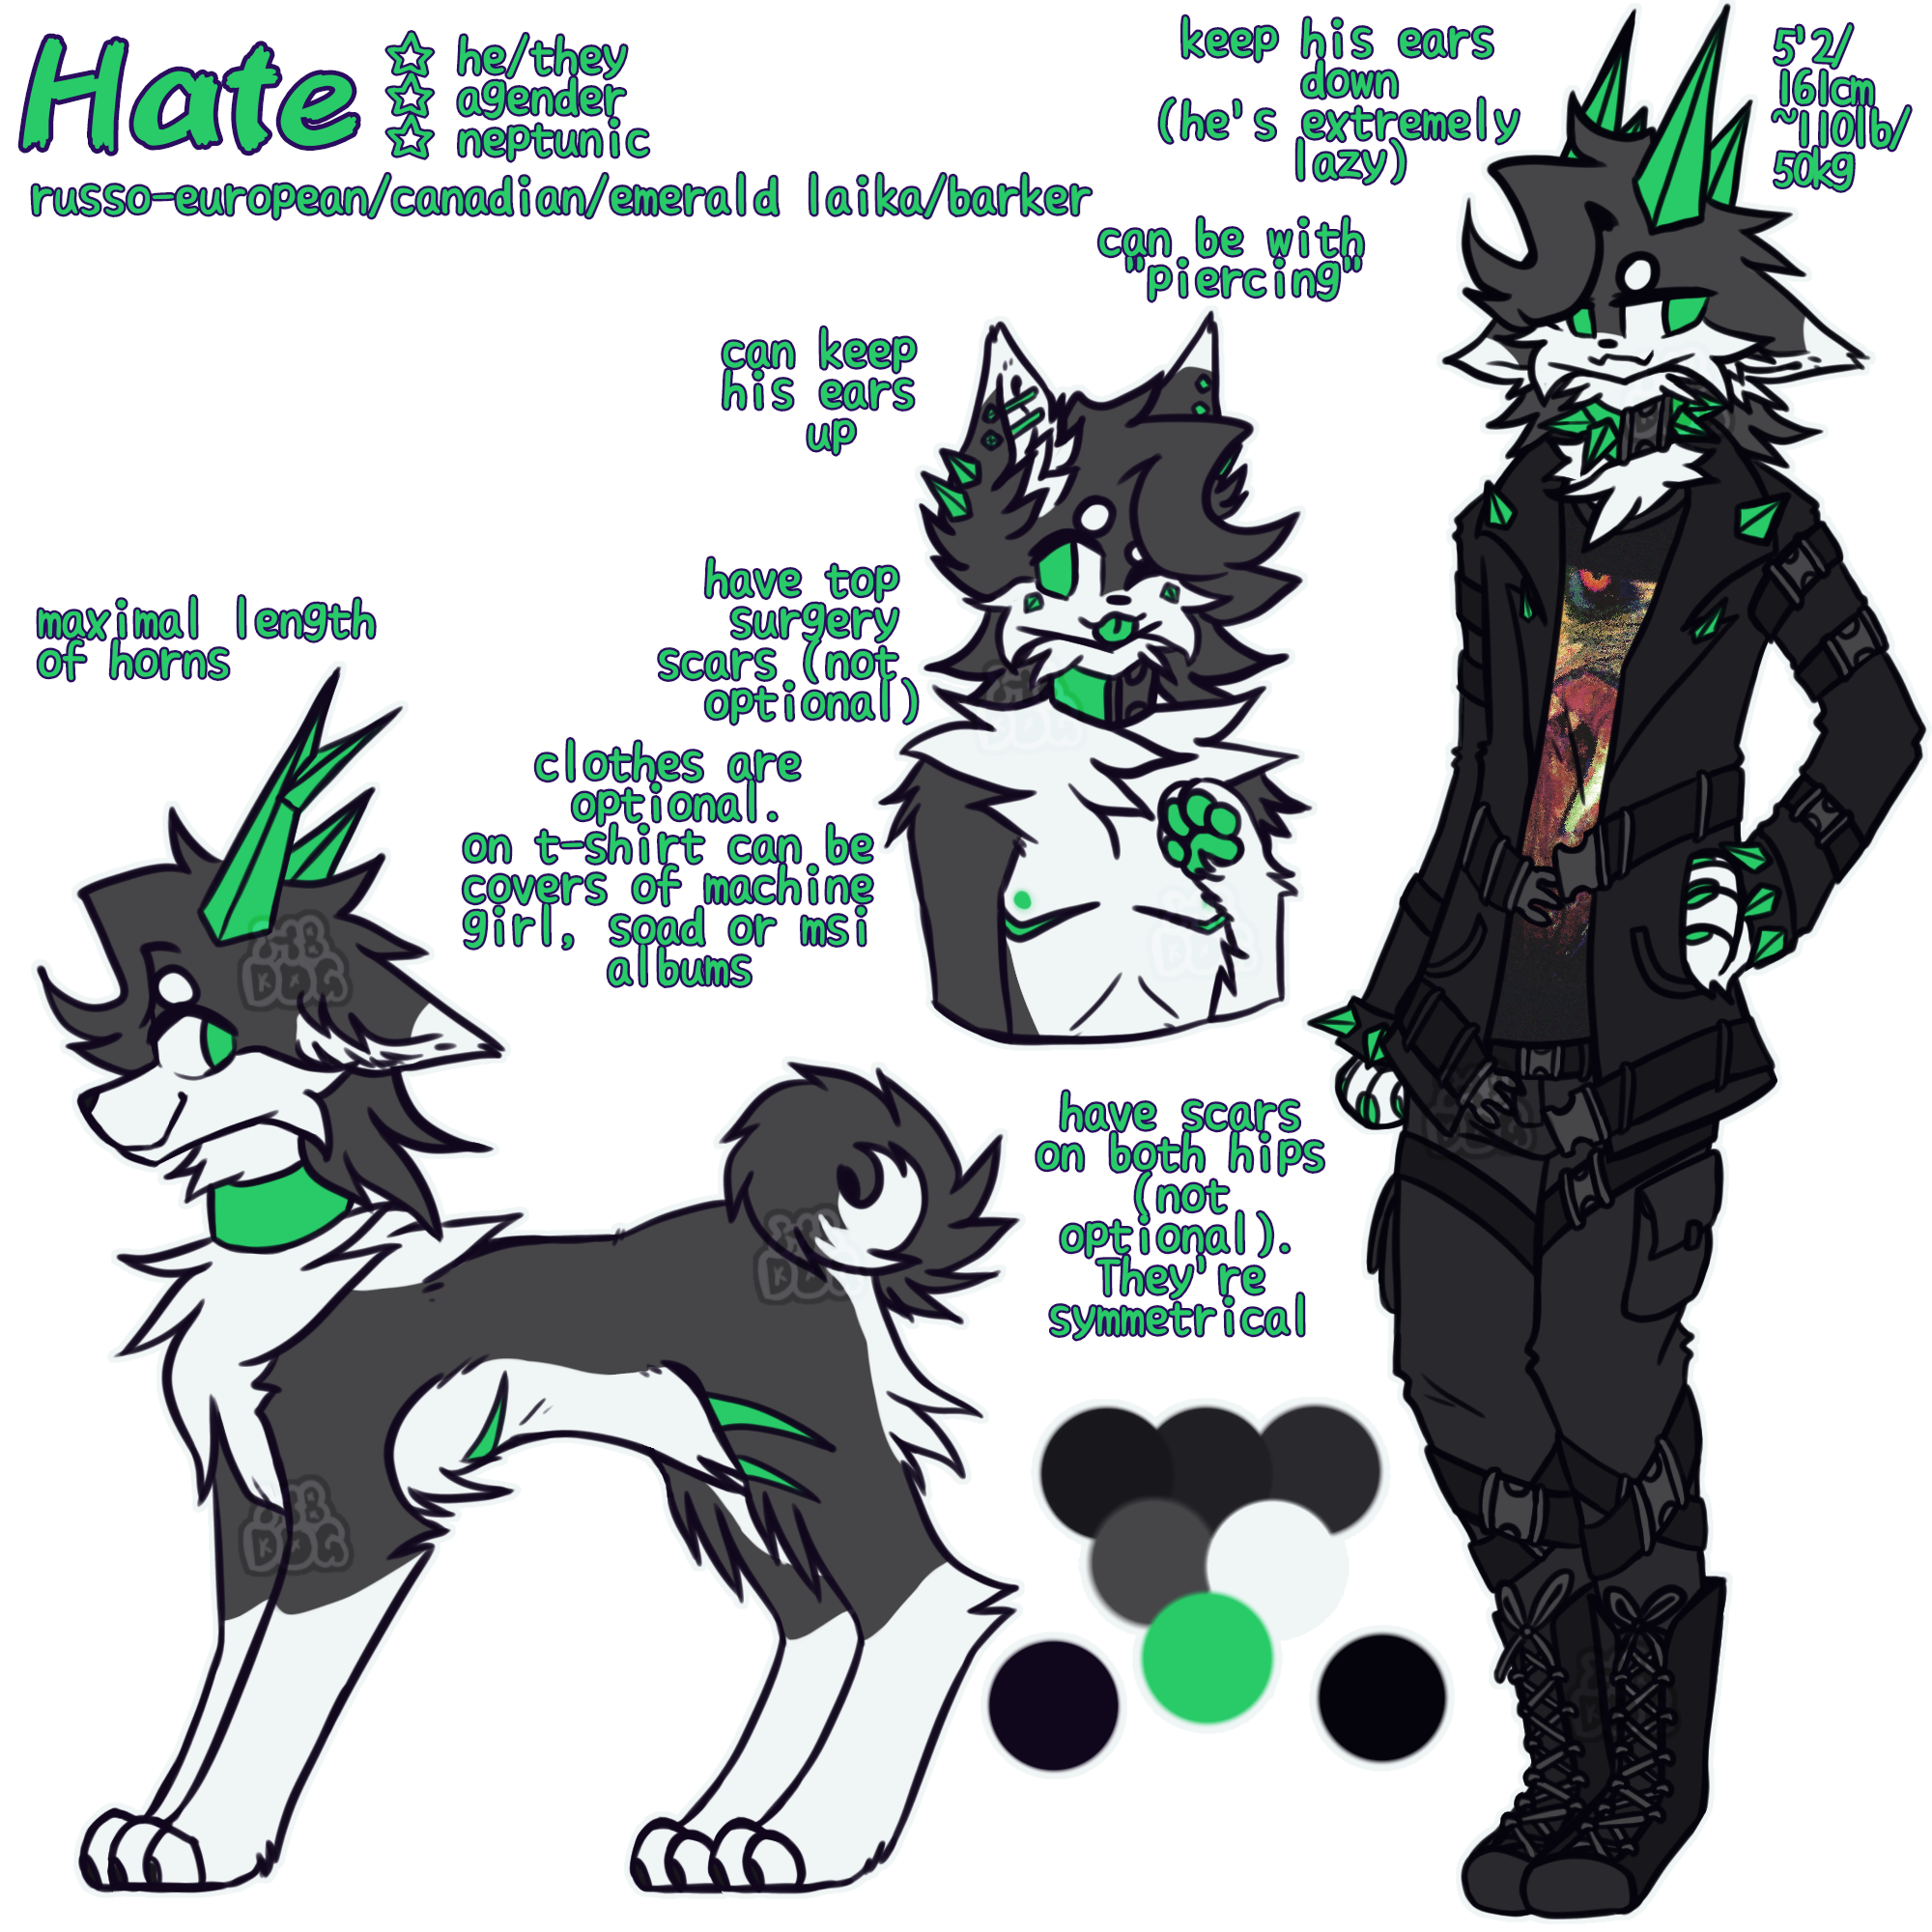 Hate
☆ he/they
☆ agender
☆ neptunic
russo-european/canadian/emerald laika/barker
keep his ears
down
(he's extremely
lazy)
5'2/
161cm
~110lb/
50kg
can be with
"piercing"
can keep
his ears
up
have top
surgery
scars (not
optional)
maximal length
of horns
clothes are
optional.
on t-shirt can be
covers of machine
girl, soad or msi
albums
have scars
on both hips
(not
optional).
They're
symmetrical